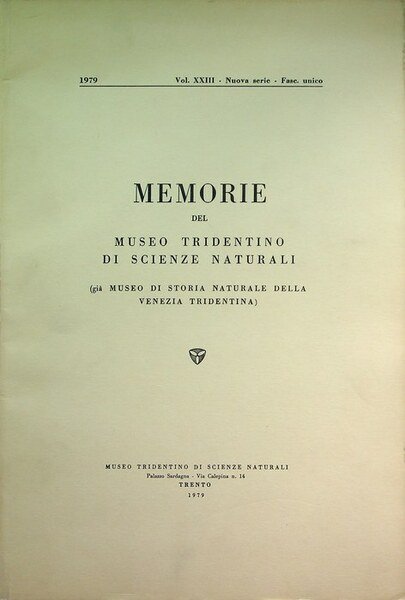 1979 Vol. XXIII - Nuova serie - Fasc. unico
MEMORIE
DEL
MUSEO TRIDENTINO
DI SCIENZE NATURALI
(già MUSEO DI STORIA NATURALE DELLA
VENEZIA TRIDENTINA)
MUSEO TRIDENTINO DI SCIENZE NATURALI
Palazzo Sardagna - Via Calepina n. 14
TRENTO
1979